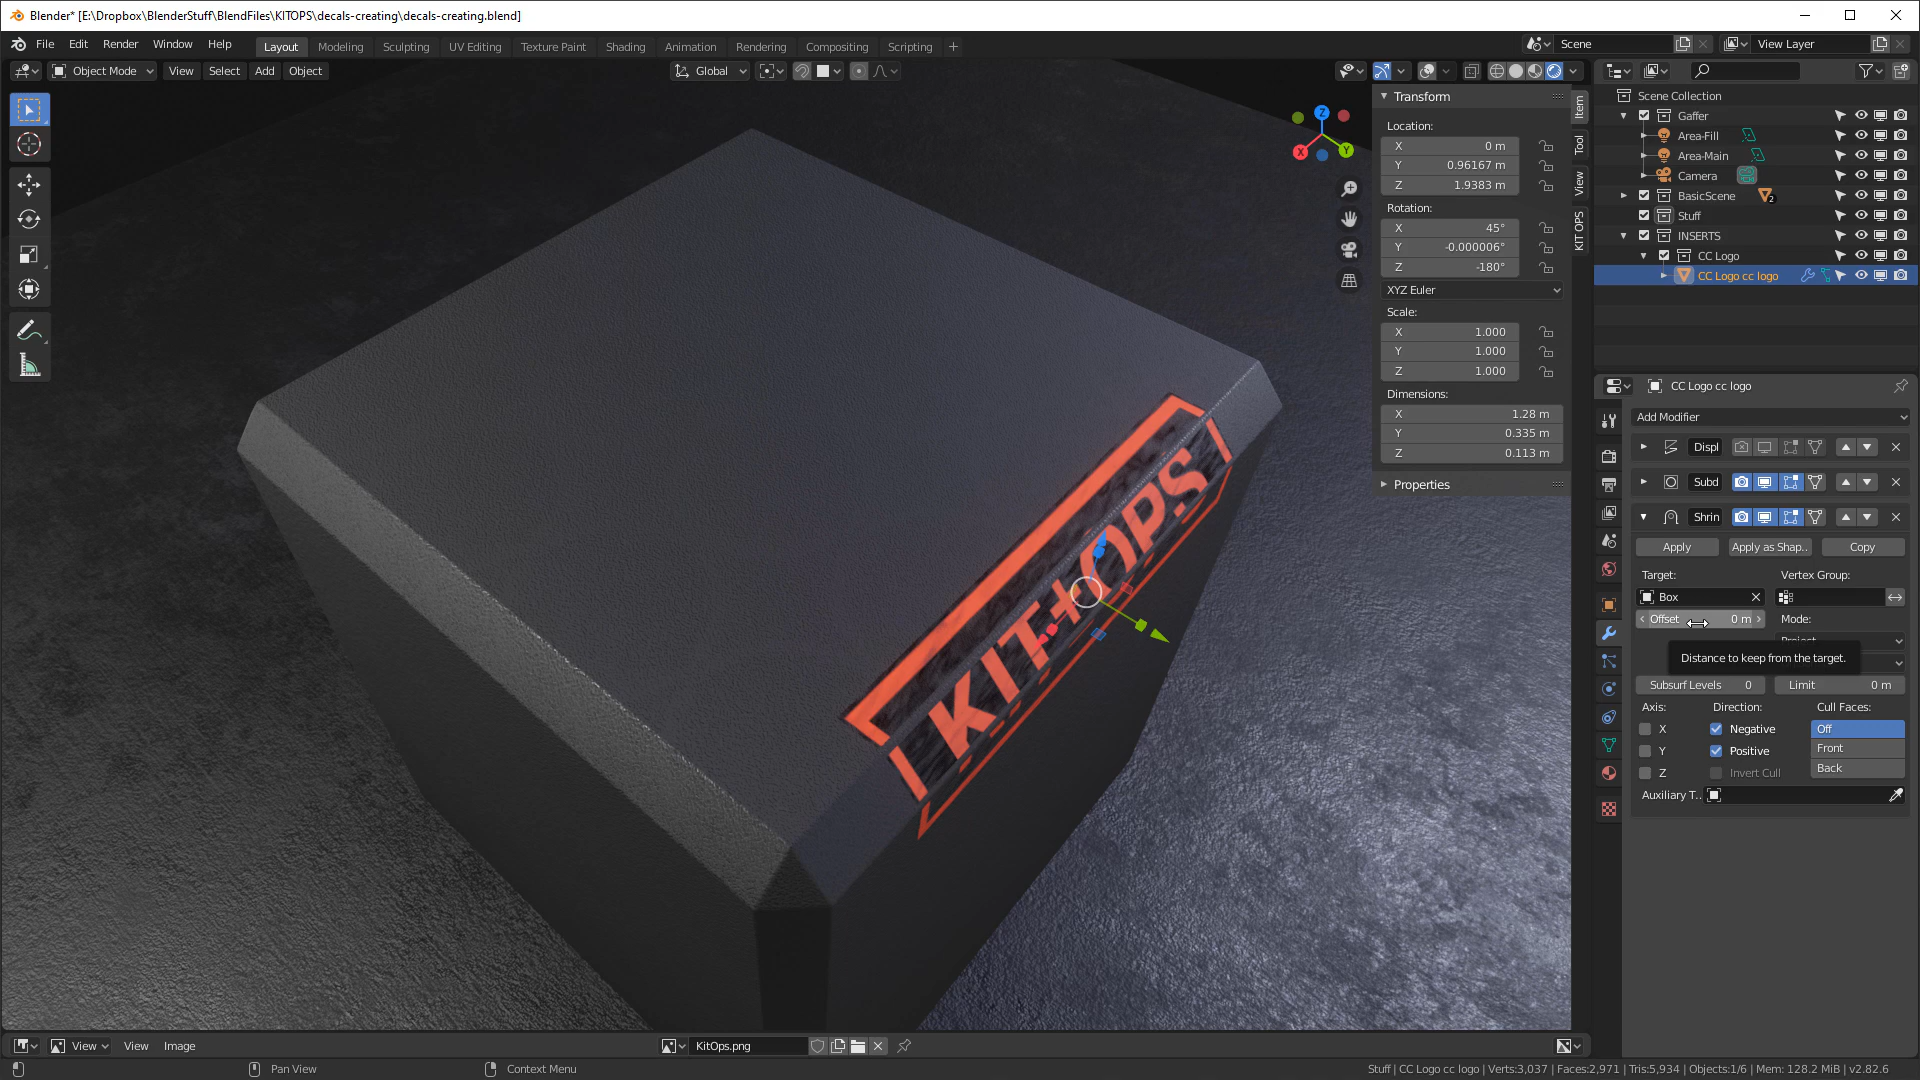 Blender* [E:\Dropbox\BlenderStuff\BlendFiles\KITOPS\decals-creating\decals-creating.blend]
File Edit Render Window Help Layout Modeling Sculpting UV Editing Texture Paint Shading Animation Rendering Compositing Scripting + Scene View Layer
Object Mode View Select Add Object Global
Transform
Location:
X 0 m
Y 0.96167 m
Z 1.9383 m
Rotation:
X 45°
Y -0.000006°
Z -180°
XYZ Euler
Scale:
X 1.000
Y 1.000
Z 1.000
Dimensions:
X 1.28 m
Y 0.335 m
Z 0.113 m
Properties
Item
Tool
View
KIT OPS
Z
X
Y
KIT OPS
Scene Collection
Gaffer
Area-Fill
Area-Main
Camera
BasicScene 2
Stuff
INSERTS
CC Logo
CC Logo cc logo
CC Logo cc logo
Add Modifier
Displ
Subd
Shrin
Apply Apply as Shap.. Copy
Target: Vertex Group:
Box
Offset 0 m Mode:
Project
Distance to keep from the target.
Subsurf Levels 0 Limit 0 m
Axis: Direction: Cull Faces:
X Negative Off
Y Positive Front
Z Invert Cull Back
Auxiliary T..
View View Image KitOps.png
Pan View Context Menu Stuff | CC Logo cc logo | Verts:3,037 | Faces:2,971 | Tris:5,934 | Objects:1/6 | Mem: 128.2 MiB | v2.82.6